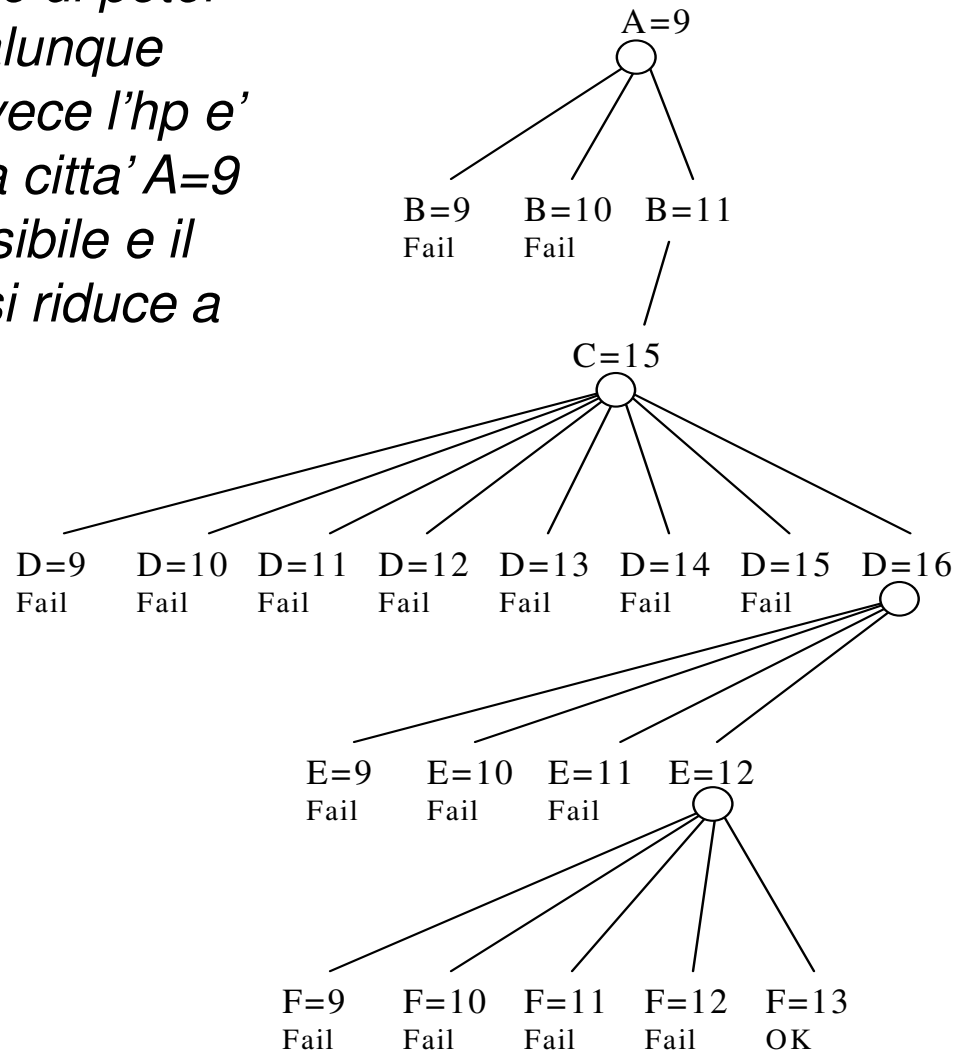 di poter
alunque
vece l'hp e'
a citta' A=9
sibile e il
si riduce a
A=9
B=9 B=10 B=11
Fail Fail
C=15
D=9 D=10 D=11 D=12 D=13 D=14 D=15 D=16
Fail Fail Fail Fail Fail Fail Fail
E=9 E=10 E=11 E=12
Fail Fail Fail
F=9 F=10 F=11 F=12 F=13
Fail Fail Fail Fail OK